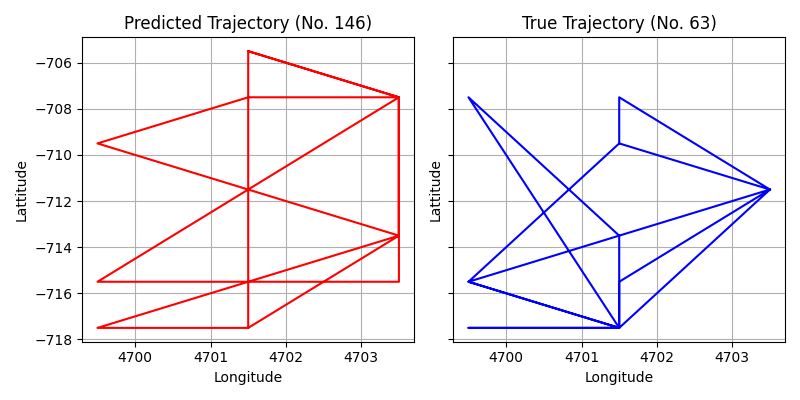 Predicted Trajectory (No. 146)
True Trajectory (No. 63)
−706
−708
−710
−712
−714
−716
−718
Lattitude
Lattitude
4700
4701
4702
4703
4700
4701
4702
4703
Longitude
Longitude